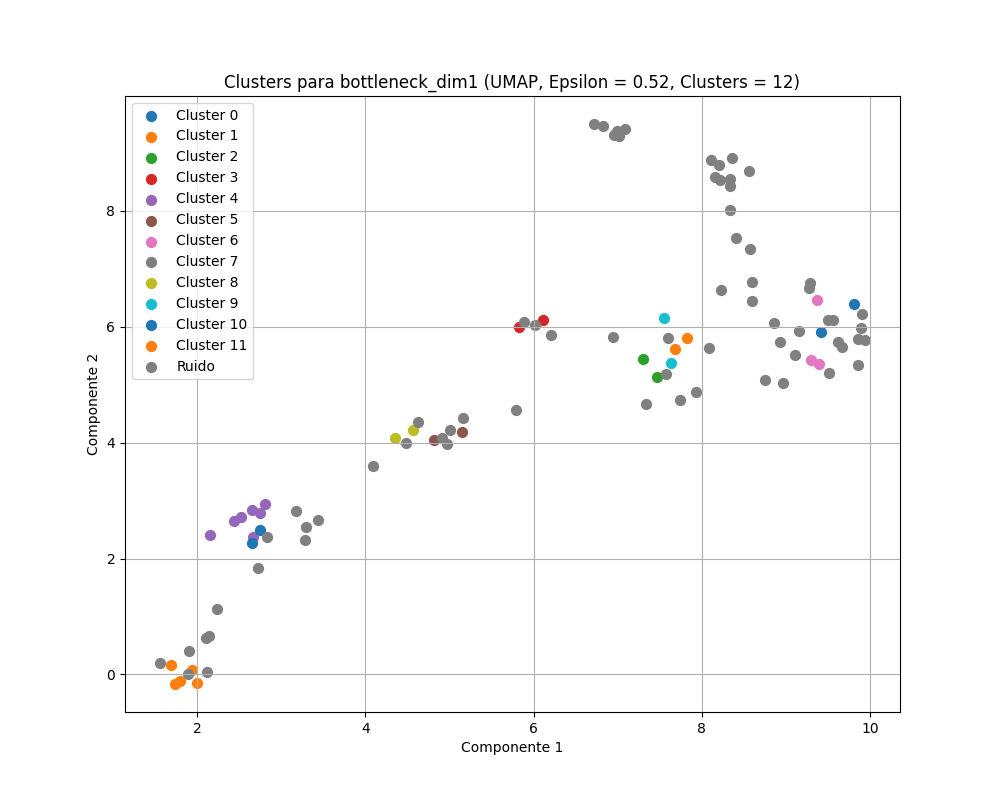 Clusters para bottleneck_dim1 (UMAP, Epsilon = 0.52, Clusters = 12)
Cluster 0
Cluster 1
Cluster 2
Cluster 3
Cluster 4
Cluster 5
Cluster 6
Cluster 7
Cluster 8
Cluster 9
Cluster 10
Cluster 11
Ruido
Componente 2
8
6
4
2
0
2 4 6 8 10
Componente 1